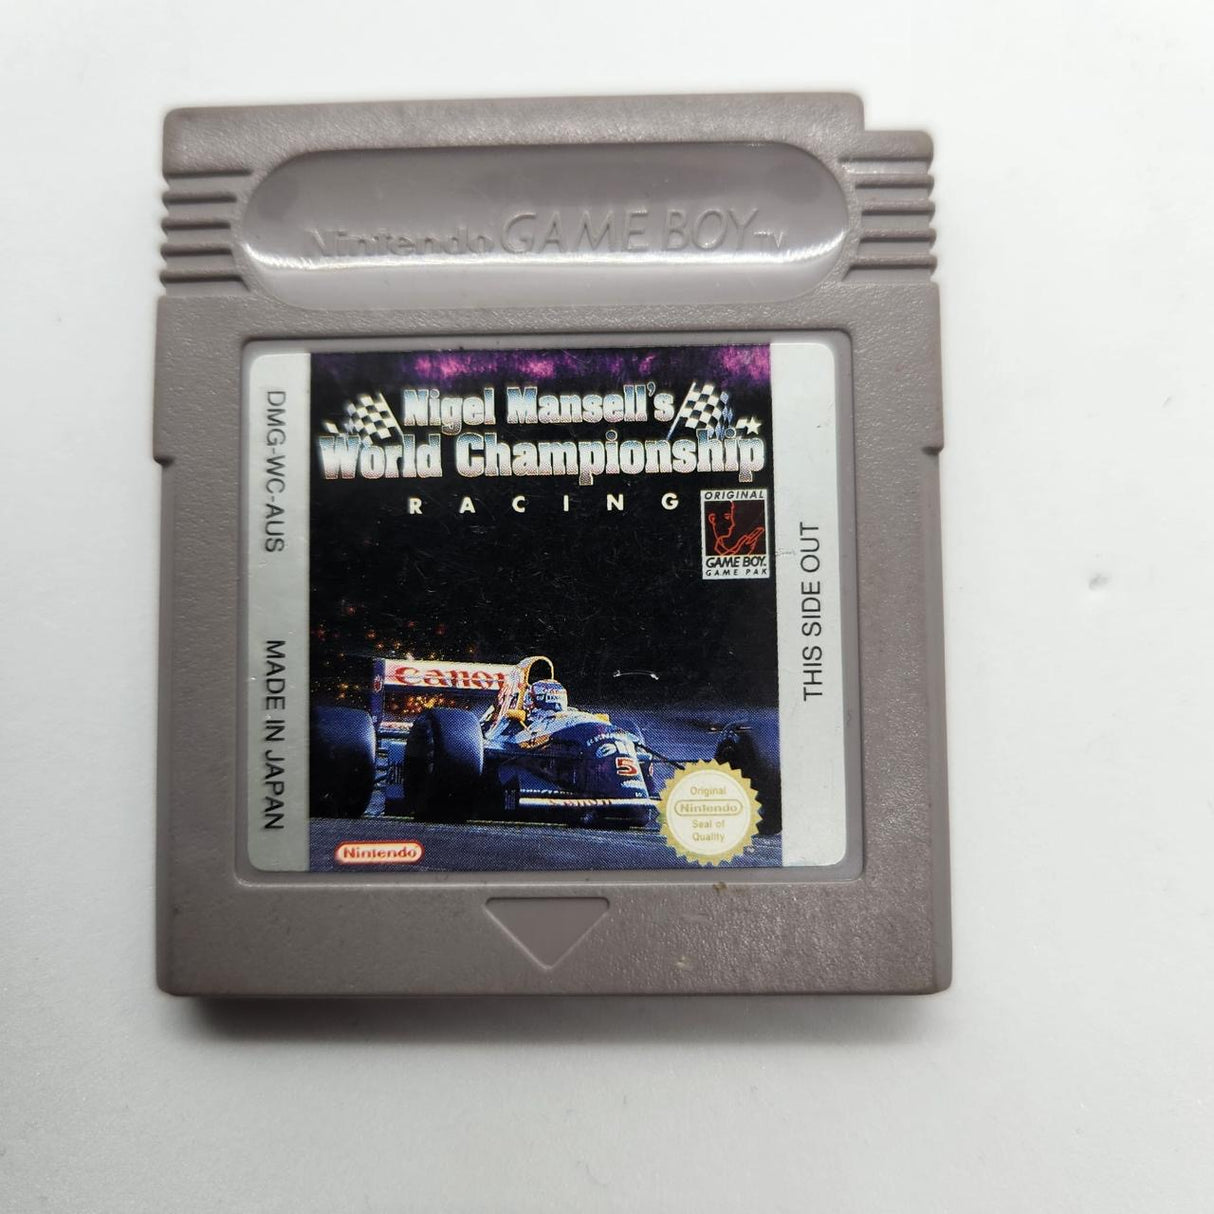 Nintendo GAME BOY TM
DMG-WC-AUS
MADE IN JAPAN
Nigel Mansell's
World Championship
RACING
ORIGINAL
GAME BOY
GAME PAK
THIS SIDE OUT
Canon
5
Canon
Original
Nintendo
Seal of
Quality
Nintendo